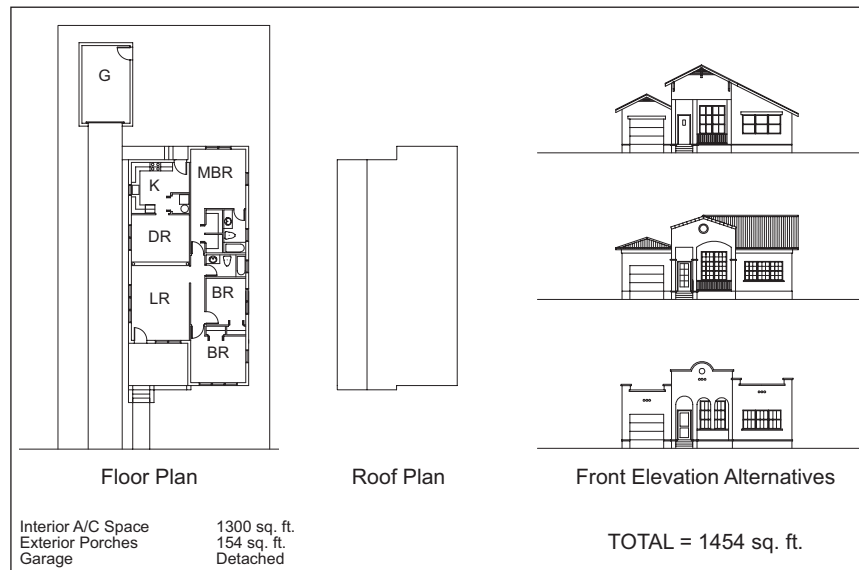 G
K
MBR
DR
LR
BR
BR
Floor Plan
Roof Plan
Front Elevation Alternatives
Interior A/C Space 1300 sq. ft.
Exterior Porches 154 sq. ft.
Garage Detached
TOTAL = 1454 sq. ft.